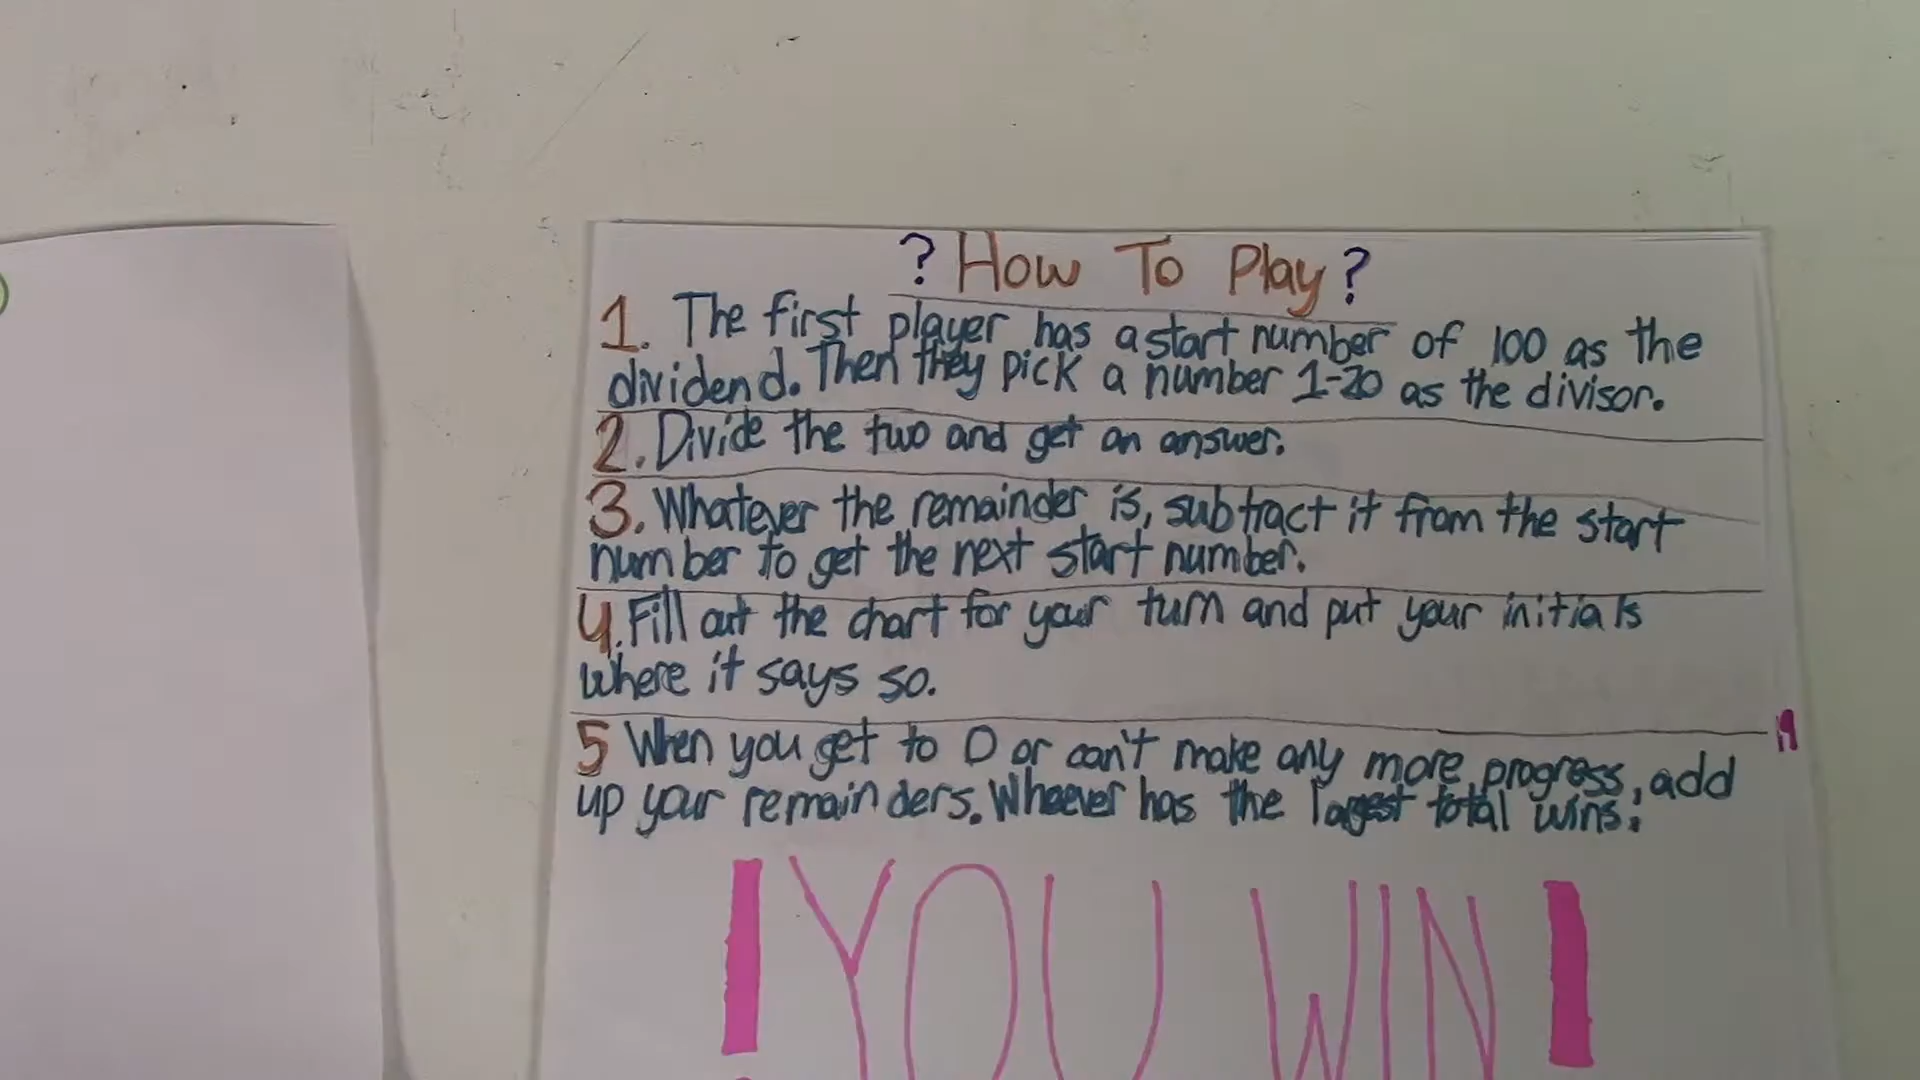 ? How To Play?
1. The first player has a start number of 100 as the
dividend. Then they pick a number 1-20 as the divisor.
2. Divide the two and get an answer.
3. Whatever the remainder is, subtract it from the start
number to get the next start number.
4. Fill out the chart for your turn and put your initials
where it says so.
5 When you get to 0 or can't make any more progress, add
up your remainders. Whoever has the largest total wins.
! YOU WIN !